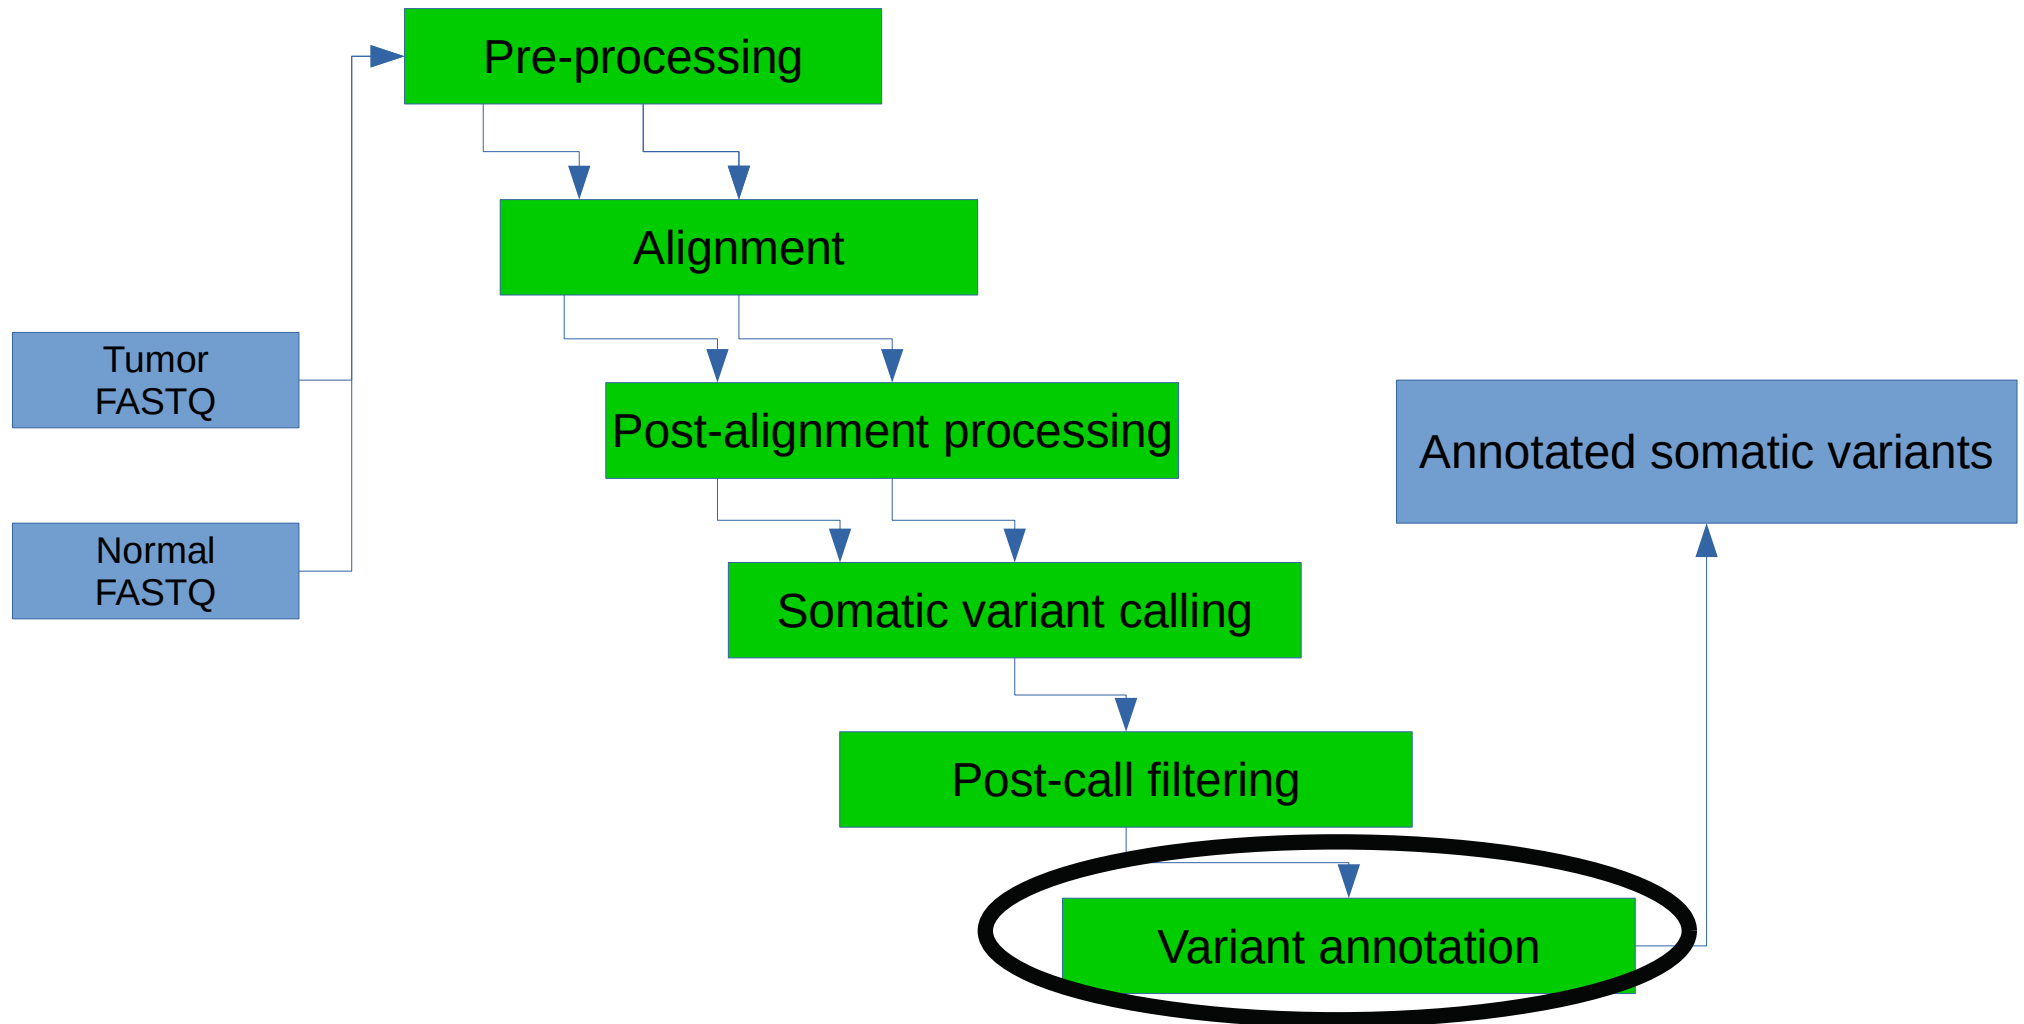 Pre-processing
Alignment
Tumor
FASTQ
Post-alignment processing
Annotated somatic variants
Normal
FASTQ
Somatic variant calling
Post-call filtering
Variant annotation